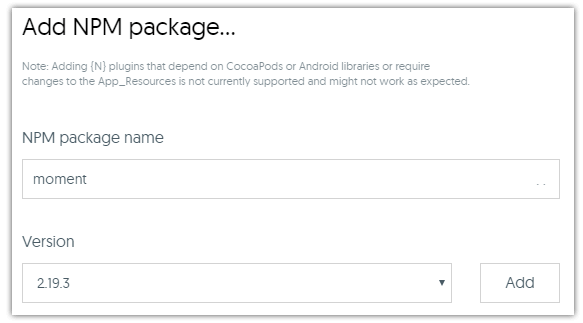 Add NPM package...
Note: Adding {N} plugins that depend on CocoaPods or Android libraries or require
changes to the App_Resources is not currently supported and might not work as expected.
NPM package name
moment
Version
2.19.3
Add